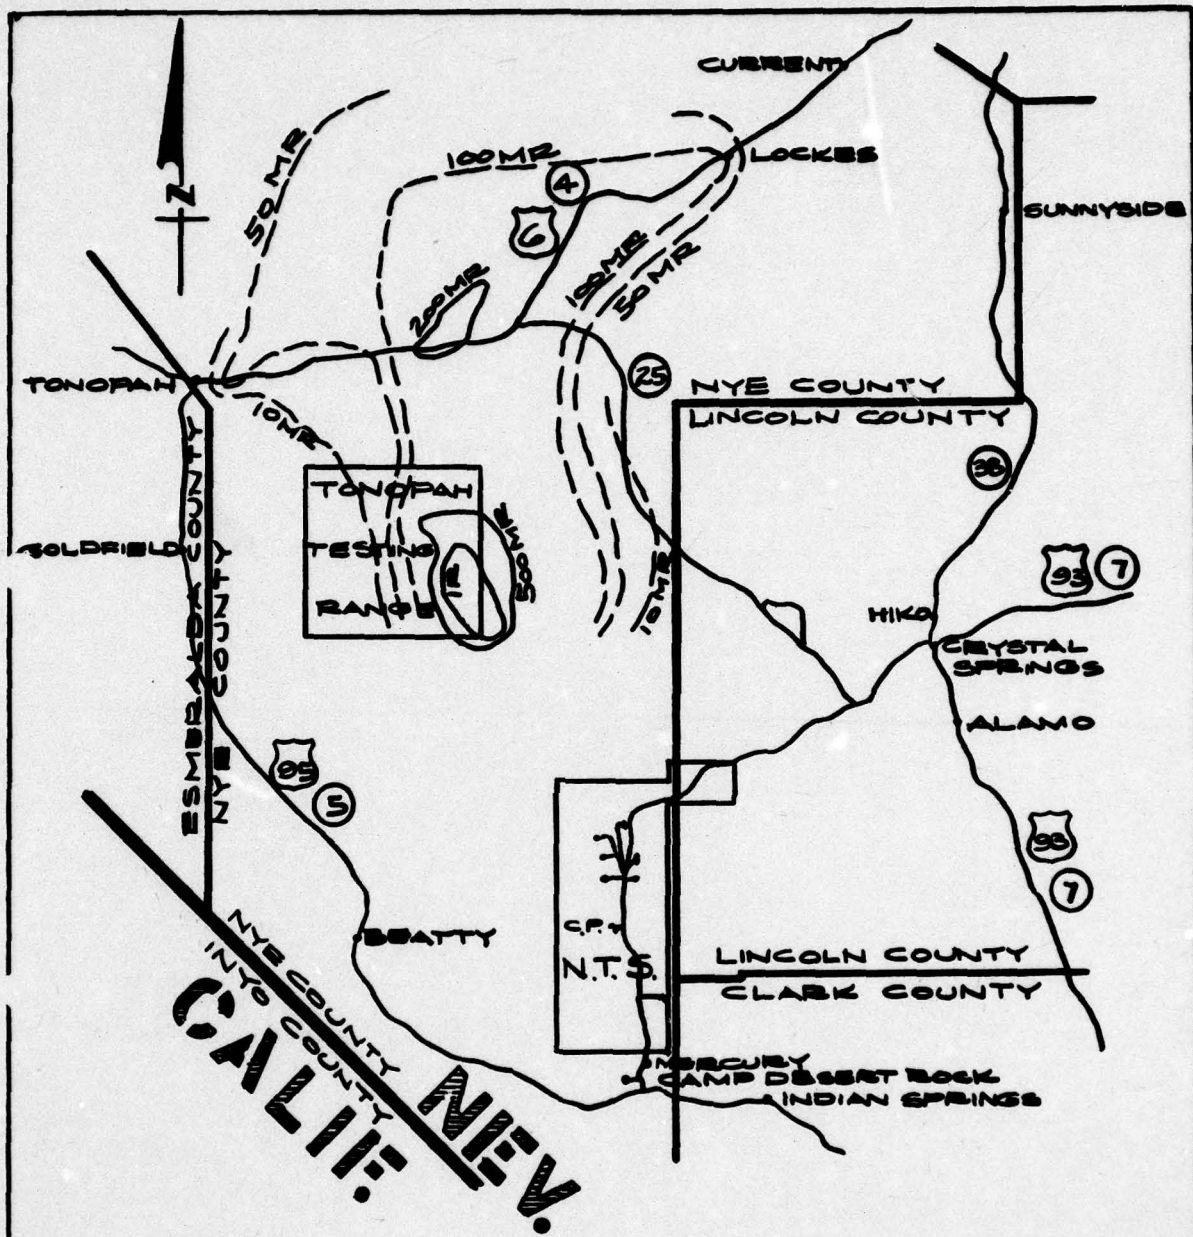 CURRENT
LOCKES
SUNNYSIDE
N
50 MR
100 MR
4
6
200 MR
100 MR
50 MR
TONOPAH
10 MR
25
NYE COUNTY
LINCOLN COUNTY
38
TONOPAH
TESTING
RANGE
1R
500 MR
10 MR
GOLDFIELD
ESMERALDA COUNTY
NYE COUNTY
93
7
HIKO
CRYSTAL
SPRINGS
ALAMO
95
5
93
7
BEATTY
C.P.
N.T.S.
LINCOLN COUNTY
CLARK COUNTY
NYE COUNTY
INYO COUNTY
CALIF.
NEV.
MERCURY
CAMP DESERT ROCK
INDIAN SPRINGS